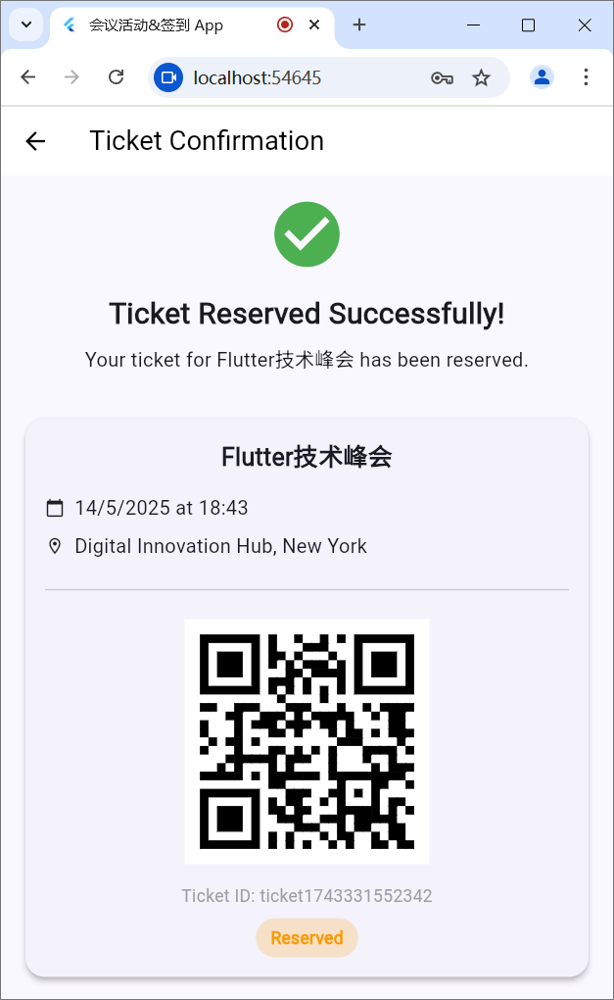 会议活动&签到 App
localhost:54645
Ticket Confirmation
Ticket Reserved Successfully!
Your ticket for Flutter技术峰会 has been reserved.
Flutter技术峰会
14/5/2025 at 18:43
Digital Innovation Hub, New York
Ticket ID: ticket1743331552342
Reserved